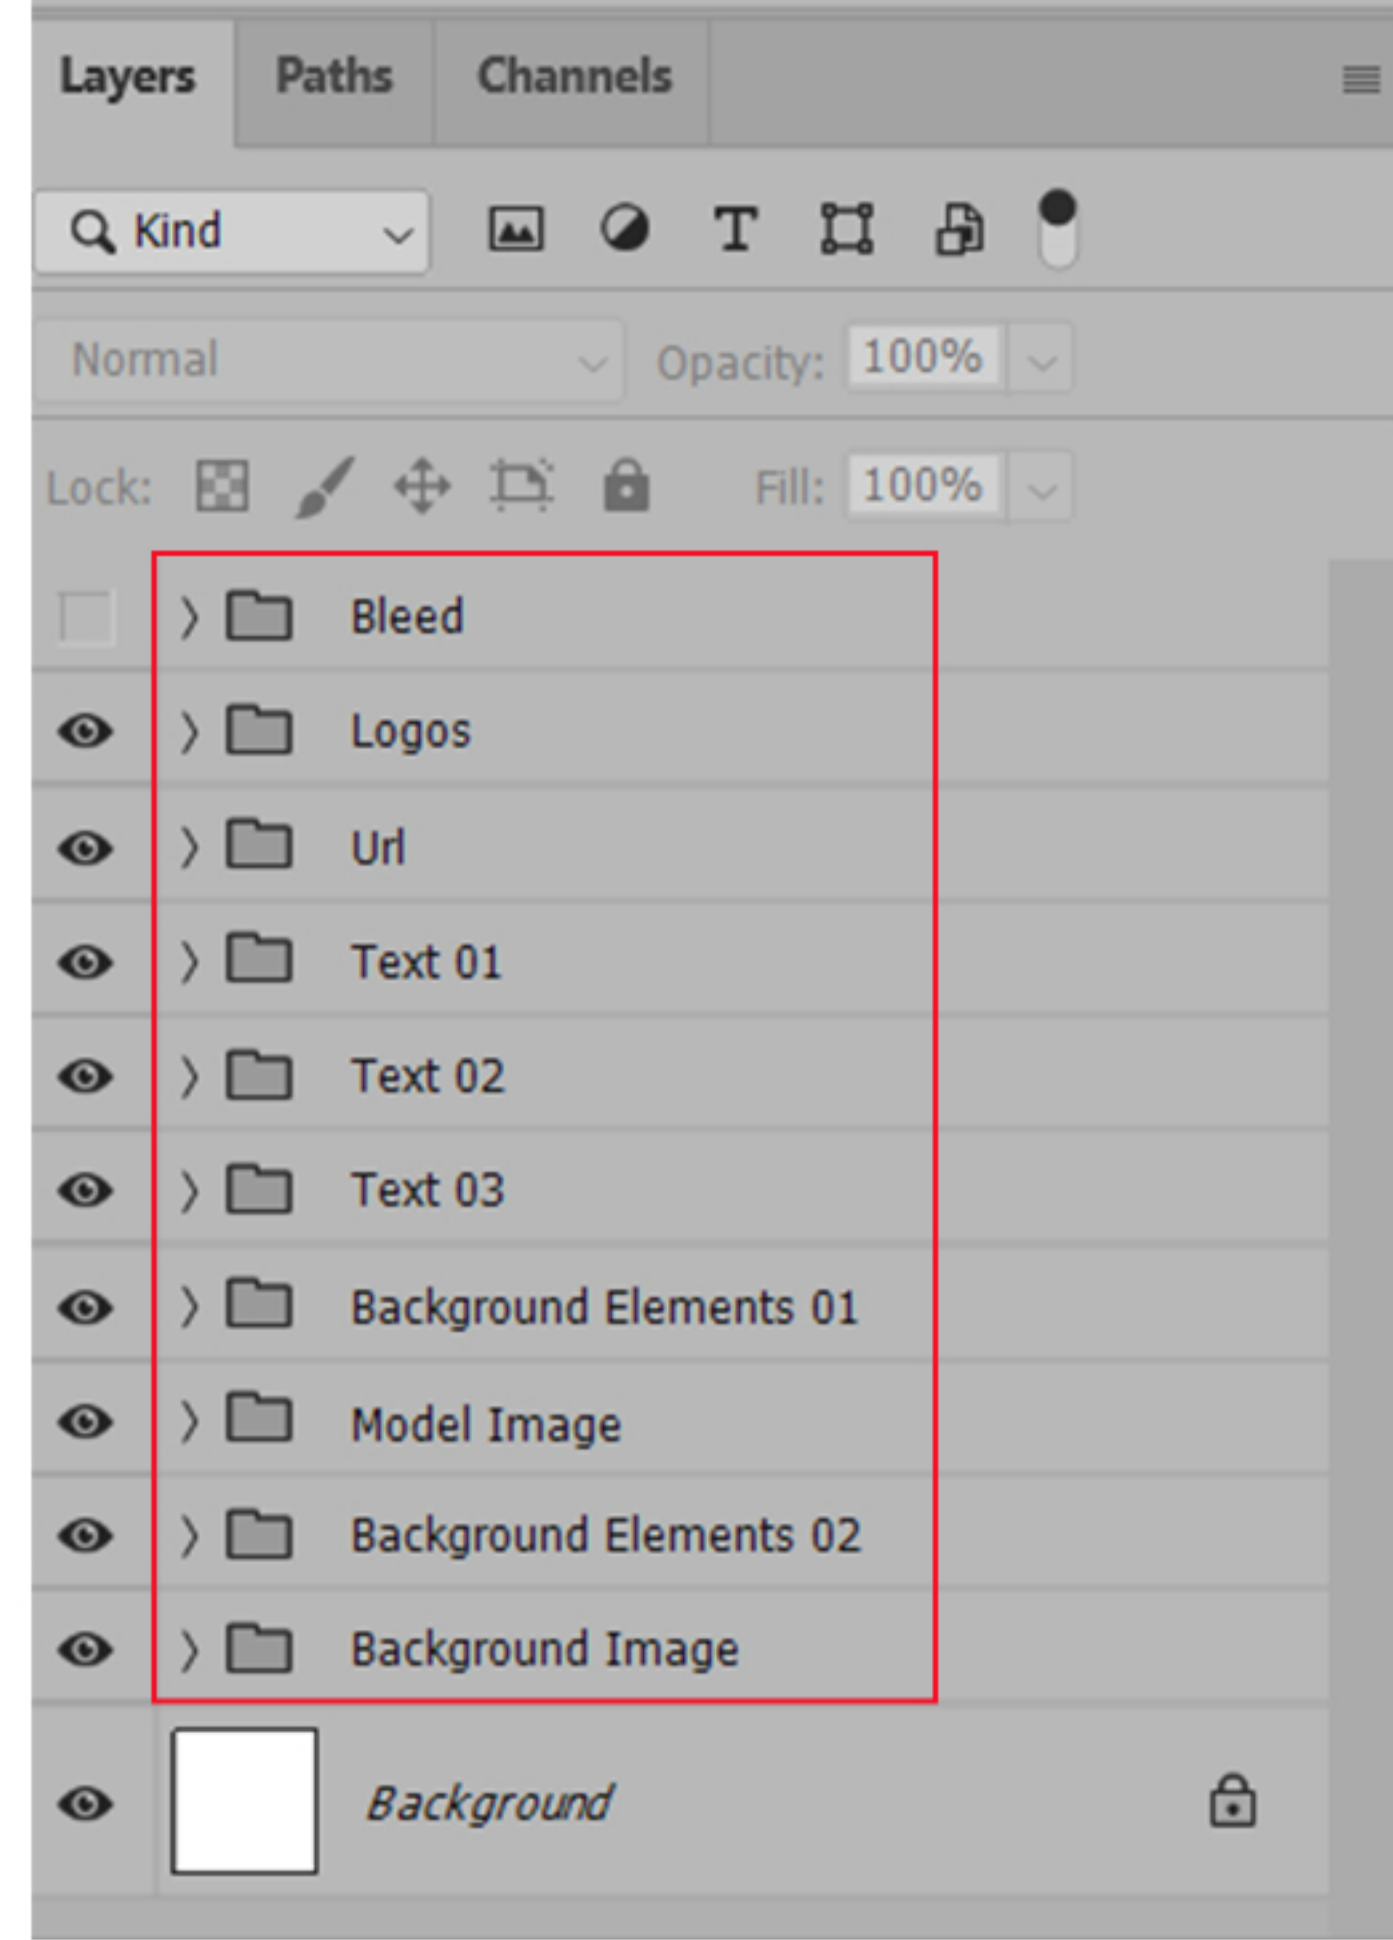 Layers Paths Channels
Kind
Normal Opacity: 100%
Lock: Fill: 100%
Bleed
Logos
Url
Text 01
Text 02
Text 03
Background Elements 01
Model Image
Background Elements 02
Background Image
Background